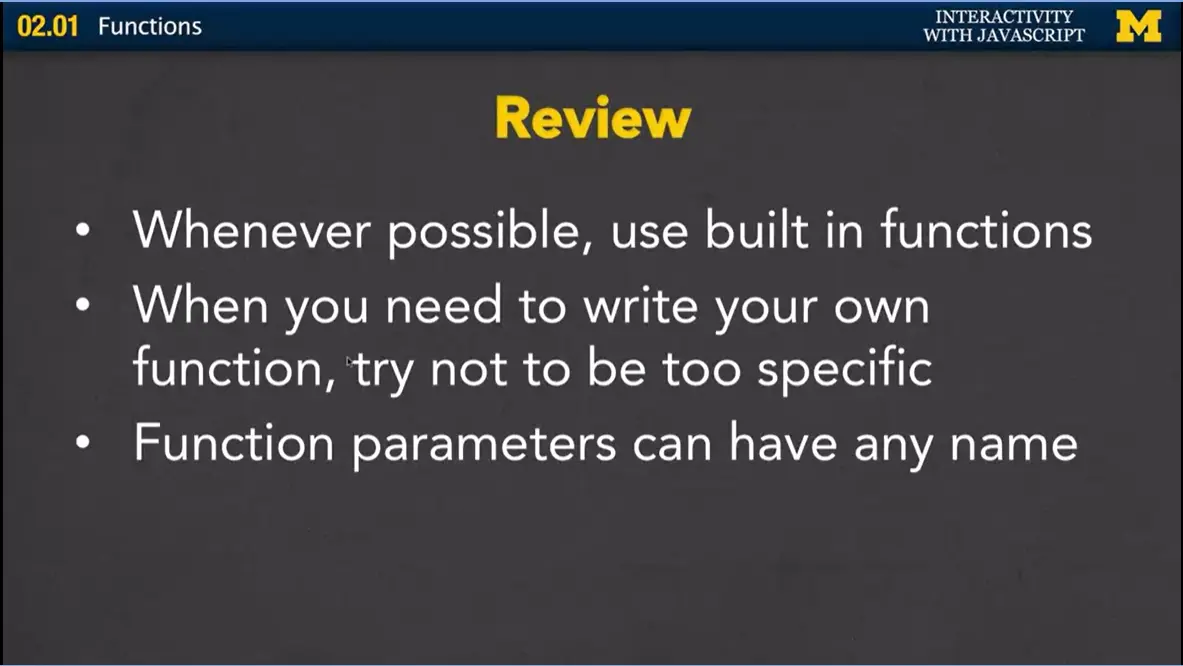 02.01 Functions
INTERACTIVITY
WITH JAVASCRIPT
M
Review
• Whenever possible, use built in functions
• When you need to write your own
function, try not to be too specific
• Function parameters can have any name